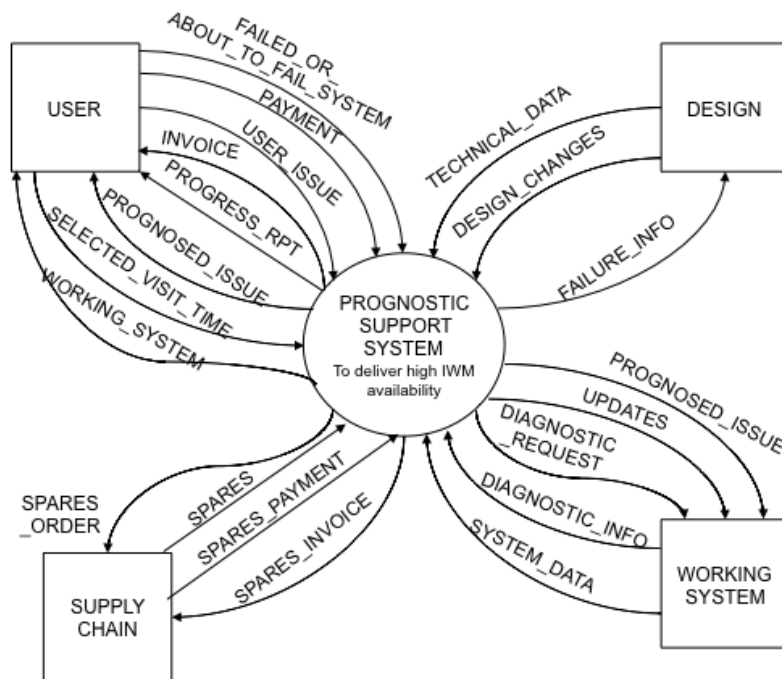 FAILED_OR_
ABOUT_TO_FAIL_SYSTEM
PAYMENT
USER_ISSUE
INVOICE
PROGRESS_RPT
USER
PROGNOSED_ISSUE
SELECTED_VISIT_TIME
WORKING_SYSTEM
DESIGN
TECHNICAL_DATA
DESIGN_CHANGES
FAILURE_INFO
PROGNOSTIC
SUPPORT
SYSTEM
To deliver high IWM
availability
PROGNOSED_ISSUE
UPDATES
DIAGNOSTIC
_REQUEST
DIAGNOSTIC_INFO
SYSTEM_DATA
WORKING
SYSTEM
SPARES
_ORDER
SPARES
SPARES_PAYMENT
SPARES_INVOICE
SUPPLY
CHAIN